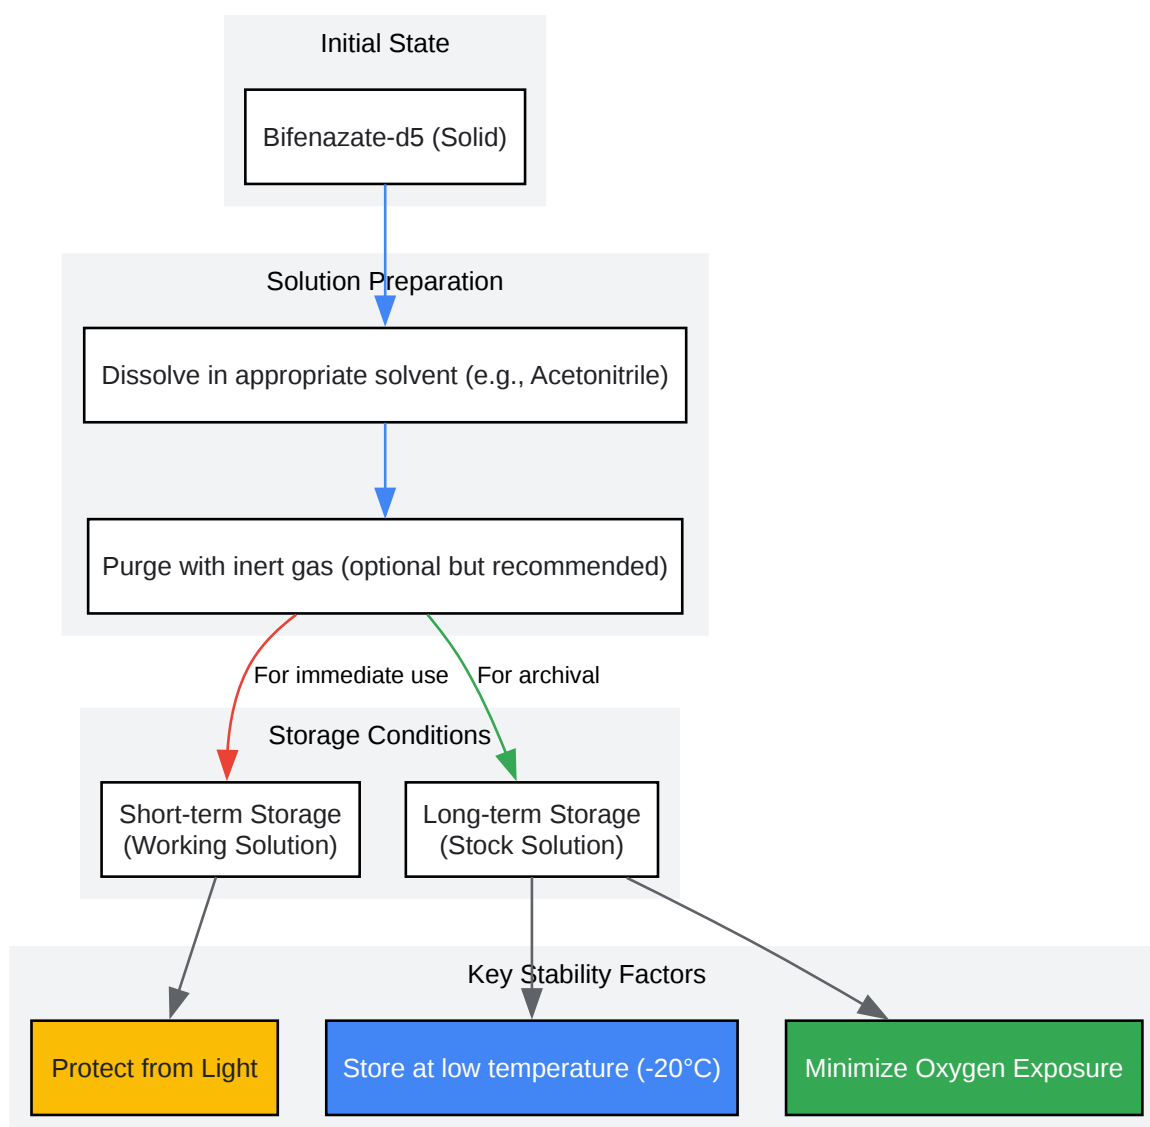 Initial State
Bifenazate-d5 (Solid)
Solution Preparation
Dissolve in appropriate solvent (e.g., Acetonitrile)
Purge with inert gas (optional but recommended)
For immediate use
For archival
Storage Conditions
Short-term Storage
(Working Solution)
Long-term Storage
(Stock Solution)
Key Stability Factors
Protect from Light
Store at low temperature (-20°C)
Minimize Oxygen Exposure